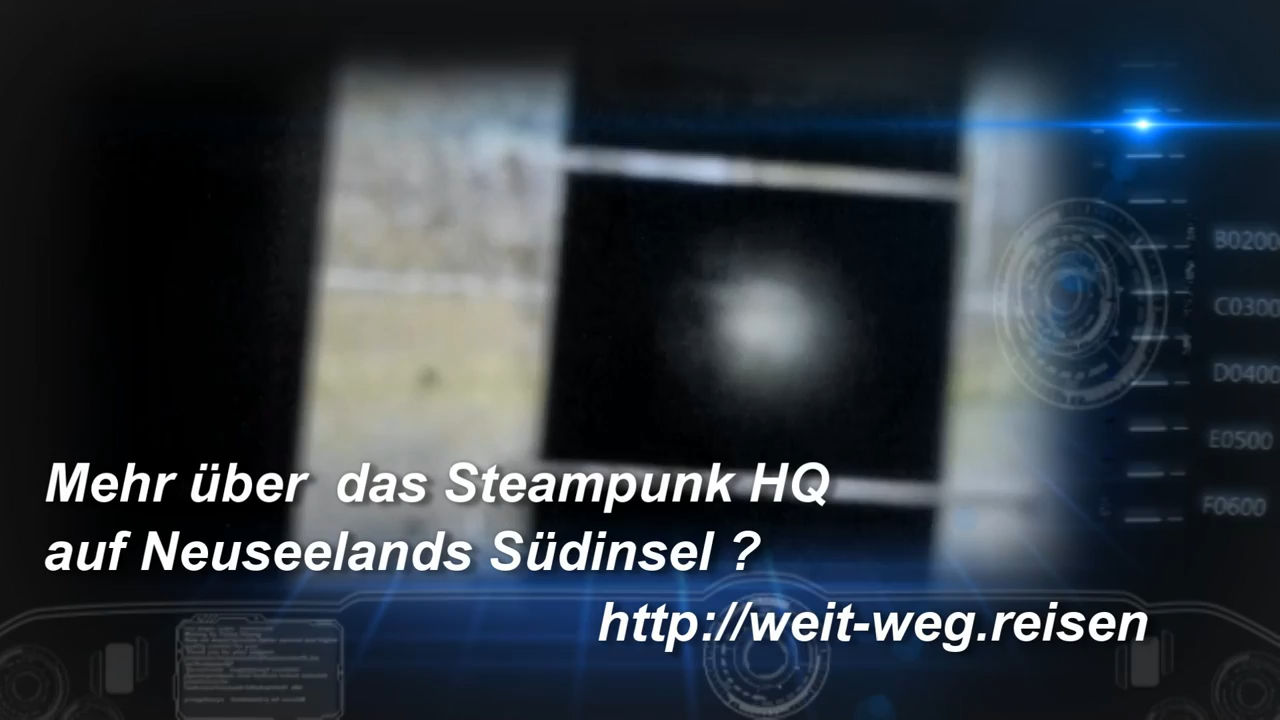 Mehr über  das Steampunk HQ
auf Neuseelands Südinsel ?
http://weit-weg.reisen
B0200
C0300
D0400
E0500
F0600